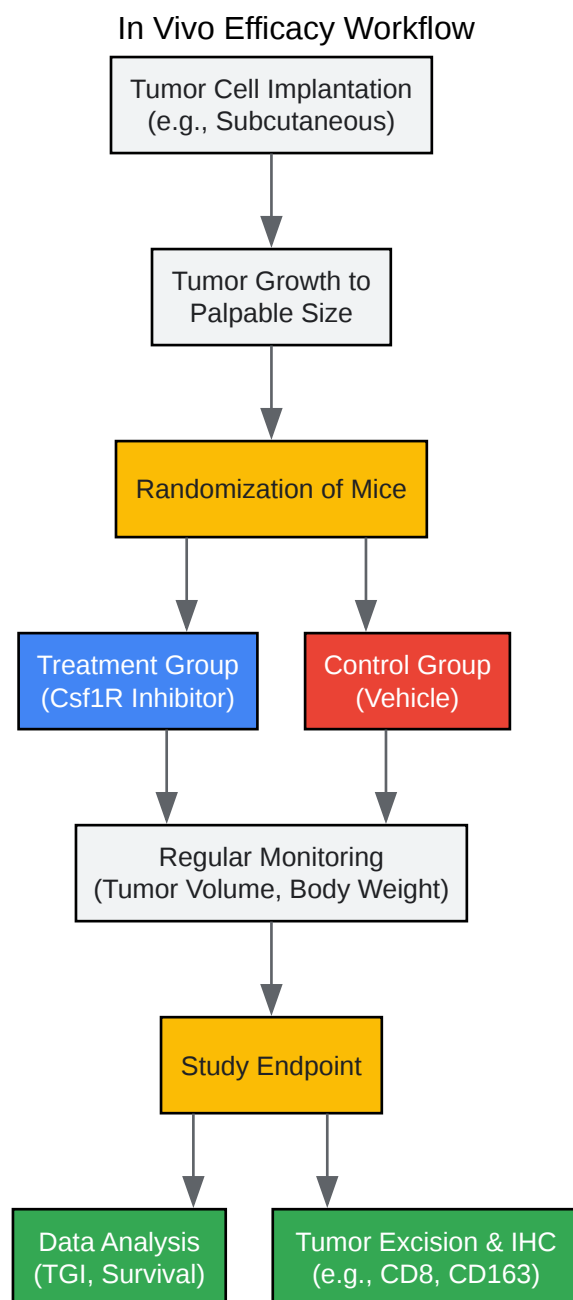 In Vivo Efficacy Workflow
Tumor Cell Implantation
(e.g., Subcutaneous)
Tumor Growth to
Palpable Size
Randomization of Mice
Treatment Group
(Csf1R Inhibitor)
Control Group
(Vehicle)
Regular Monitoring
(Tumor Volume, Body Weight)
Study Endpoint
Data Analysis
(TGI, Survival)
Tumor Excision & IHC
(e.g., CD8, CD163)